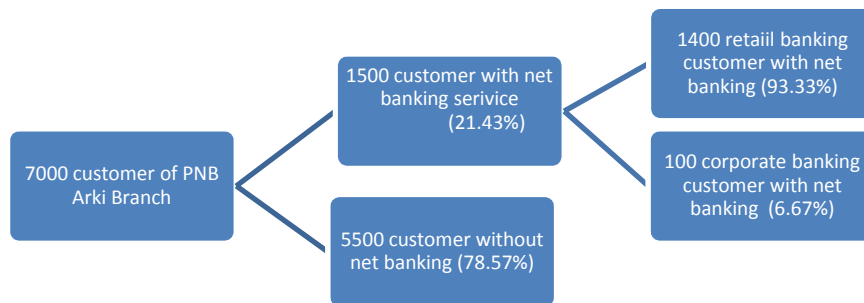 7000 customer of PNB
Arki Branch
1500 customer with net
banking serivice
(21.43%)
5500 customer without
net banking (78.57%)
1400 retaiil banking
customer with net
banking (93.33%)
100 corporate banking
customer with net
banking (6.67%)